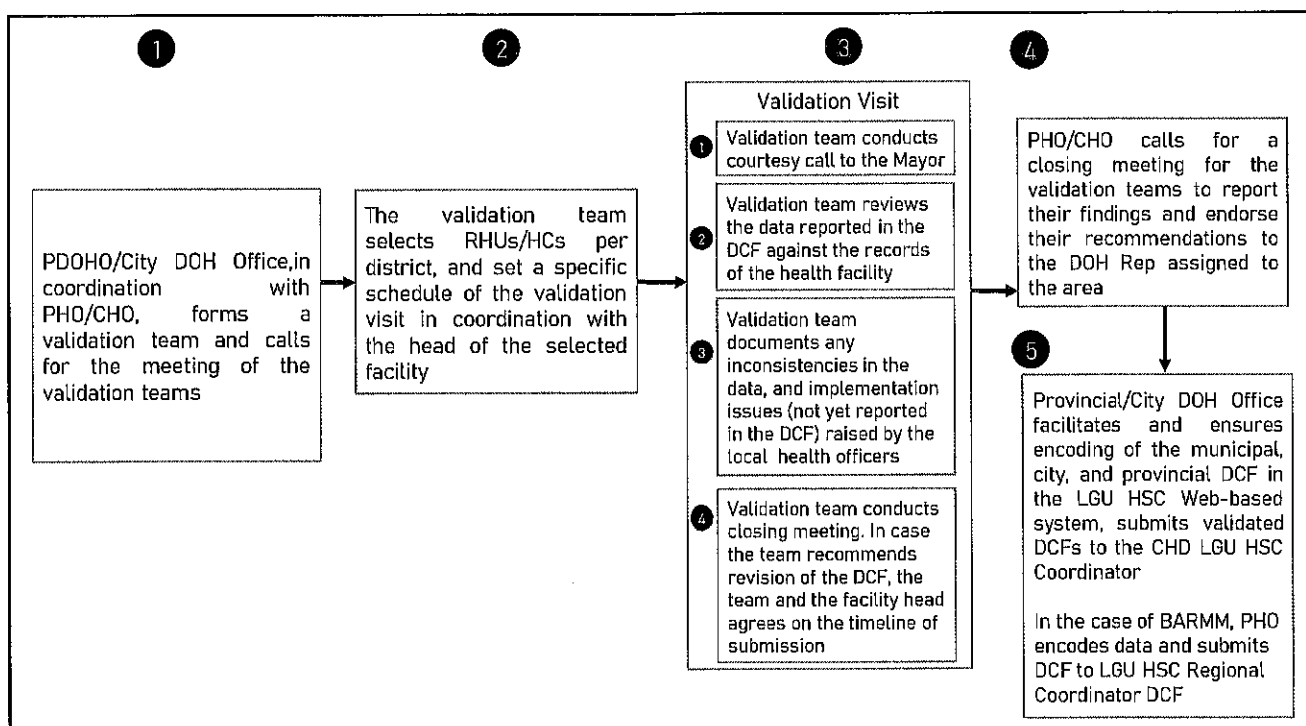 1
PDOHO/City DOH Office,in
coordination with
PHO/CHO, forms a
validation team and calls
for the meeting of the
validation teams
2
The validation team
selects RHUs/HCs per
district, and set a specific
schedule of the validation
visit in coordination with
the head of the selected
facility
3
Validation Visit
1
Validation team conducts
courtesy call to the Mayor
2
Validation team reviews
the data reported in the
DCF against the records
of the health facility
3
Validation team
documents any
inconsistencies in the
data, and implementation
issues (not yet reported
in the DCF) raised by the
local health officers
4
Validation team conducts
closing meeting. In case
the team recommends
revision of the DCF, the
team and the facility head
agrees on the timeline of
submission
4
PHO/CHO calls for a
closing meeting for the
validation teams to report
their findings and endorse
their recommendations to
the DOH Rep assigned to
the area
5
Provincial/City DOH Office
facilitates and ensures
encoding of the municipal,
city, and provincial DCF in
the LGU HSC Web-based
system, submits validated
DCFs to the CHD LGU HSC
Coordinator
In the case of BARMM, PHO
encodes data and submits
DCF to LGU HSC Regional
Coordinator DCF